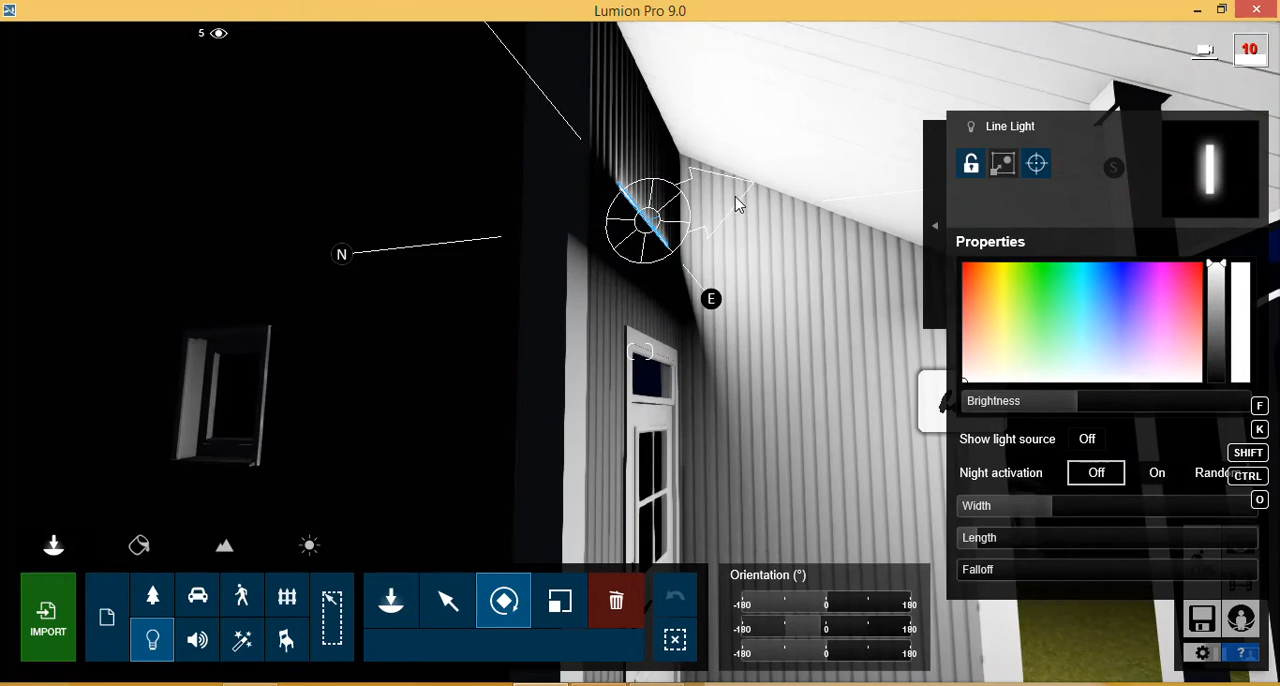 Lumion Pro 9.0
5
10
Line Light
S
Properties
N
E
Brightness
F
Show light source Off
K
SHIFT
Night activation Off On Random
CTRL
Width
O
Length
Falloff
Orientation (°)
-180 0 180
-180 0 180
-180 0 180
IMPORT
?